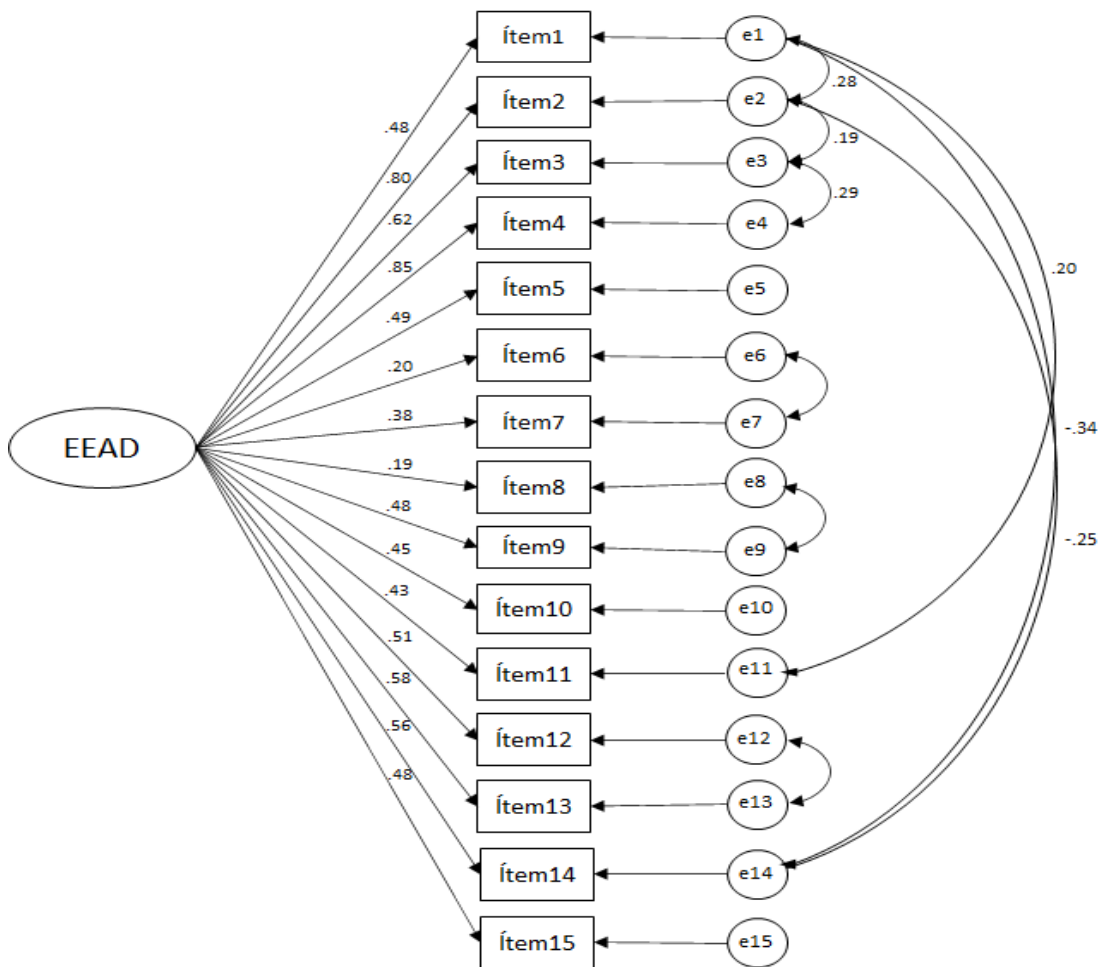 Ítem1
e1
.28
Ítem2
e2
.48
.19
Ítem3
e3
.80
.29
.62
Ítem4
e4
.85
.20
Ítem5
e5
.49
Ítem6
e6
.20
.38
Ítem7
e7
-.34
EEAD
.19
Ítem8
e8
.48
Ítem9
e9
-.25
.45
.43
Ítem10
e10
.51
Ítem11
e11
.58
.56
Ítem12
e12
.48
Ítem13
e13
Ítem14
e14
Ítem15
e15